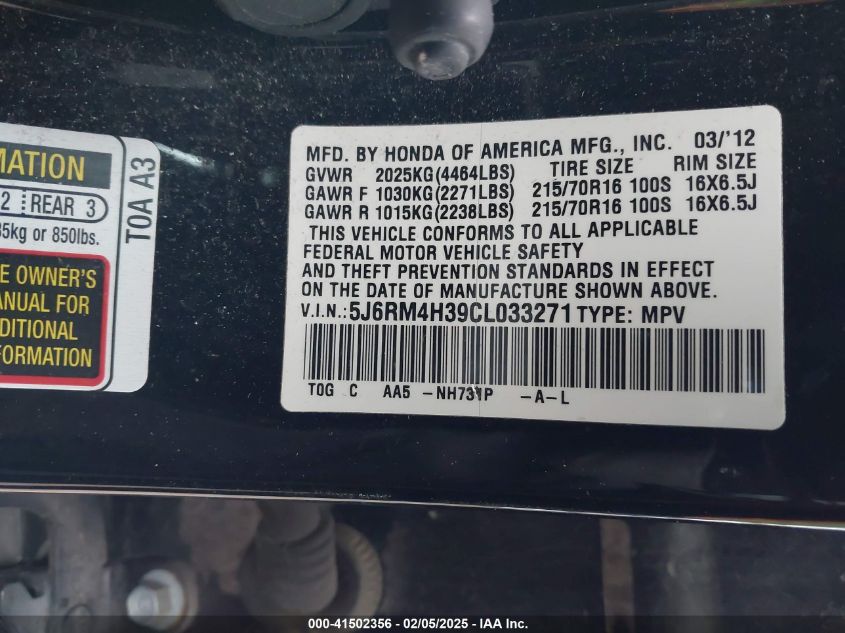 MATION
2 REAR 3
35kg or 850lbs.
E OWNER'S
ANUAL FOR
DDITIONAL
FORMATION
T0A A3
MFD. BY HONDA OF AMERICA MFG., INC. 03/'12
GVWR 2025KG(4464LBS) TIRE SIZE RIM SIZE
GAWR F 1030KG(2271LBS) 215/70R16 100S 16X6.5J
GAWR R 1015KG(2238LBS) 215/70R16 100S 16X6.5J
THIS VEHICLE CONFORMS TO ALL APPLICABLE
FEDERAL MOTOR VEHICLE SAFETY
AND THEFT PREVENTION STANDARDS IN EFFECT
ON THE DATE OF MANUFACTURE SHOWN ABOVE.
V.I.N.:5J6RM4H39CL033271 TYPE: MPV
T0G C AA5 -NH731P -A-L
000-41502356 - 02/05/2025 - IAA Inc.